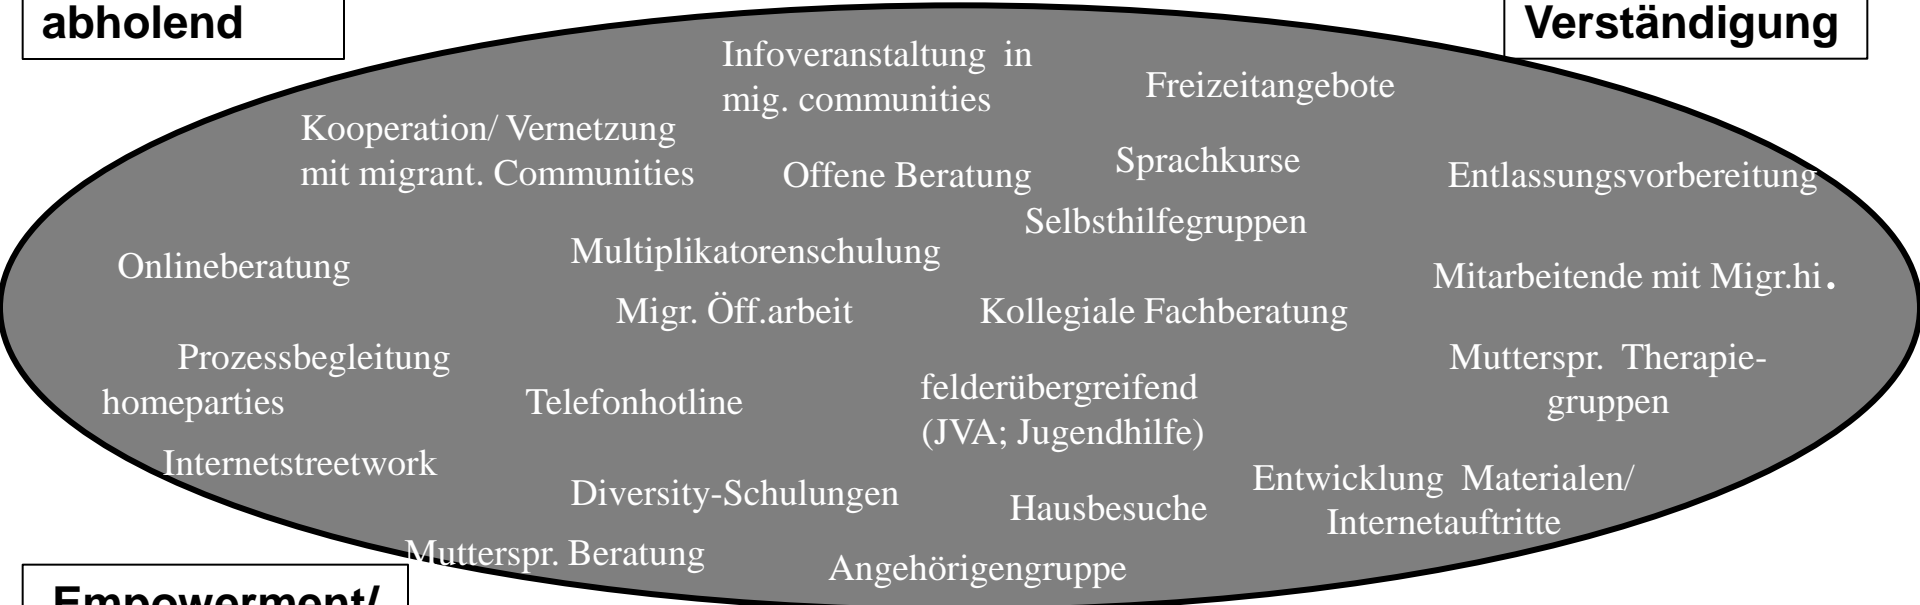 abholend
Verständigung
Infoveranstaltung in
mig. communities
Freizeitangebote
Kooperation/ Vernetzung
mit migrant. Communities
Offene Beratung
Sprachkurse
Entlassungsvorbereitung
Selbsthilfegruppen
Multiplikatorenschulung
Onlineberatung
Mitarbeitende mit Migr.hi.
Migr. Öff.arbeit
Kollegiale Fachberatung
Prozessbegleitung
homeparties
Telefonhotline
felderübergreifend
(JVA; Jugendhilfe)
Mutterspr. Therapie-
gruppen
Internetstreetwork
Diversity-Schulungen
Hausbesuche
Entwicklung Materialen/
Internetauftritte
Mutterspr. Beratung
Angehörigengruppe
Empowerment/